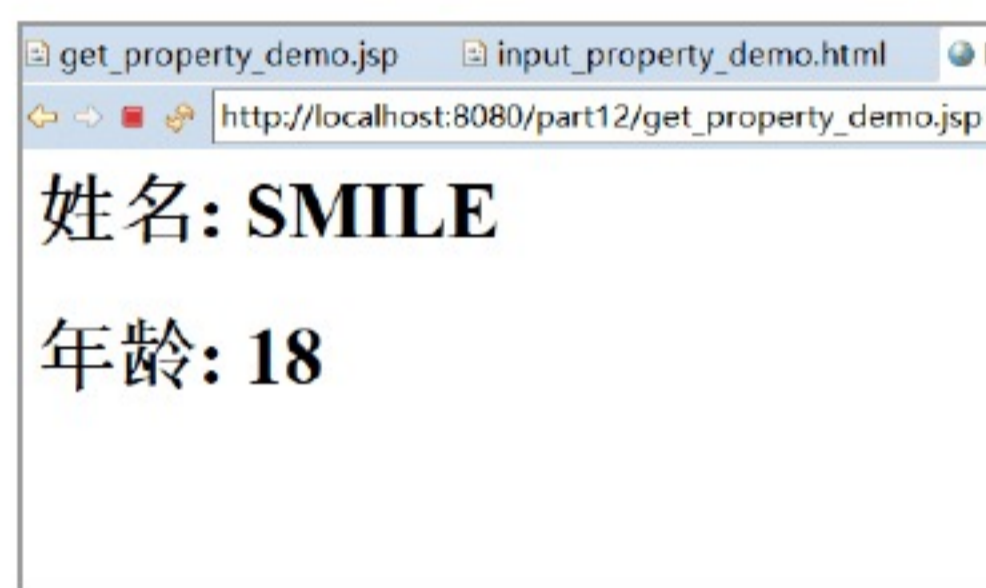 get_property_demo.jsp input_property_demo.html
http://localhost:8080/part12/get_property_demo.jsp
姓名: SMILE
年龄: 18